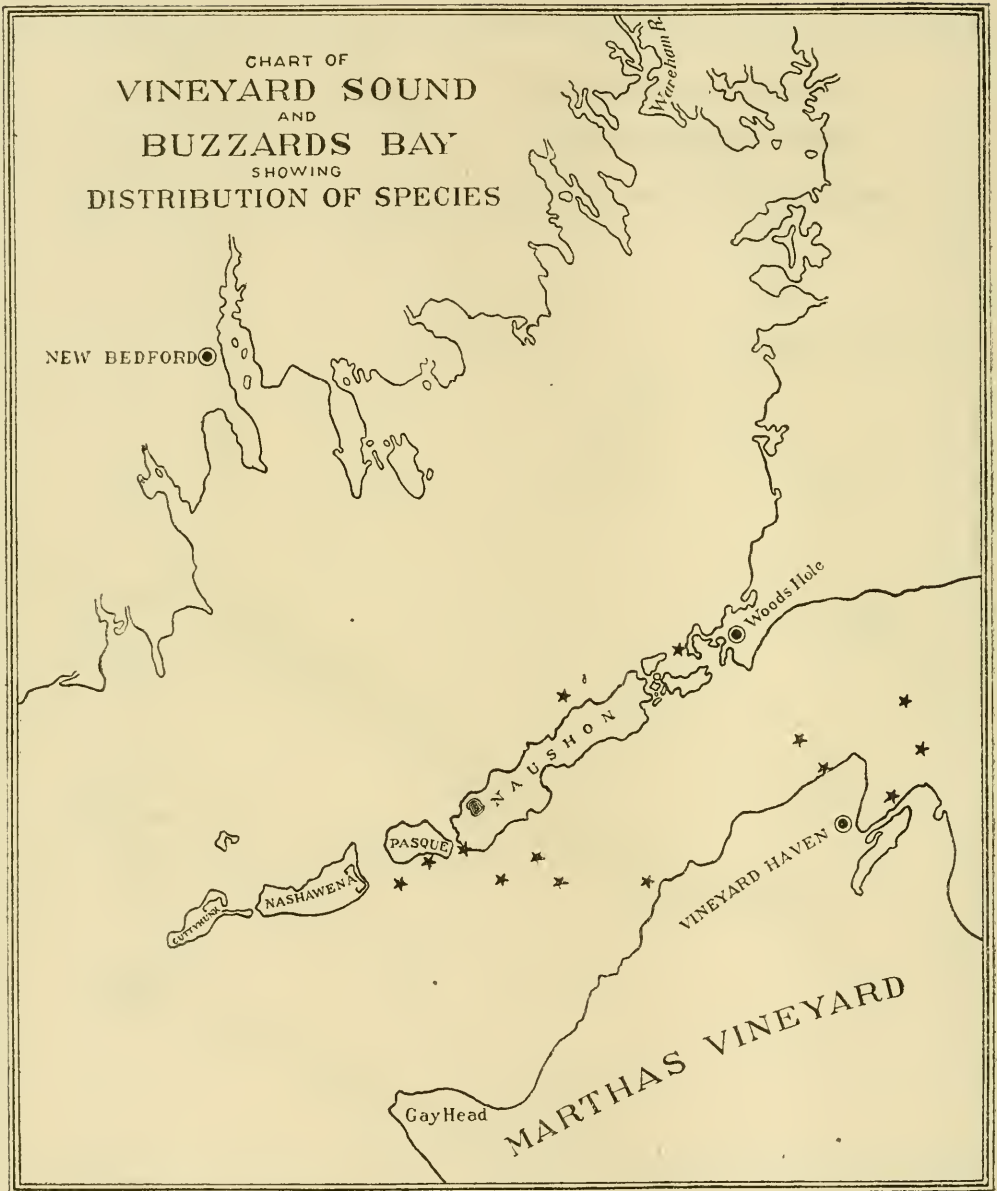 CHART OF
VINEYARD SOUND
AND
BUZZARDS BAY
SHOWING
DISTRIBUTION OF SPECIES
Wareham R.
NEW BEDFORD
Woods Hole
NAUSHON
PASQUE
NASHAWENA
CUTTYHUNK
VINEYARD HAVEN
MARTHAS VINEYARD
Gay Head